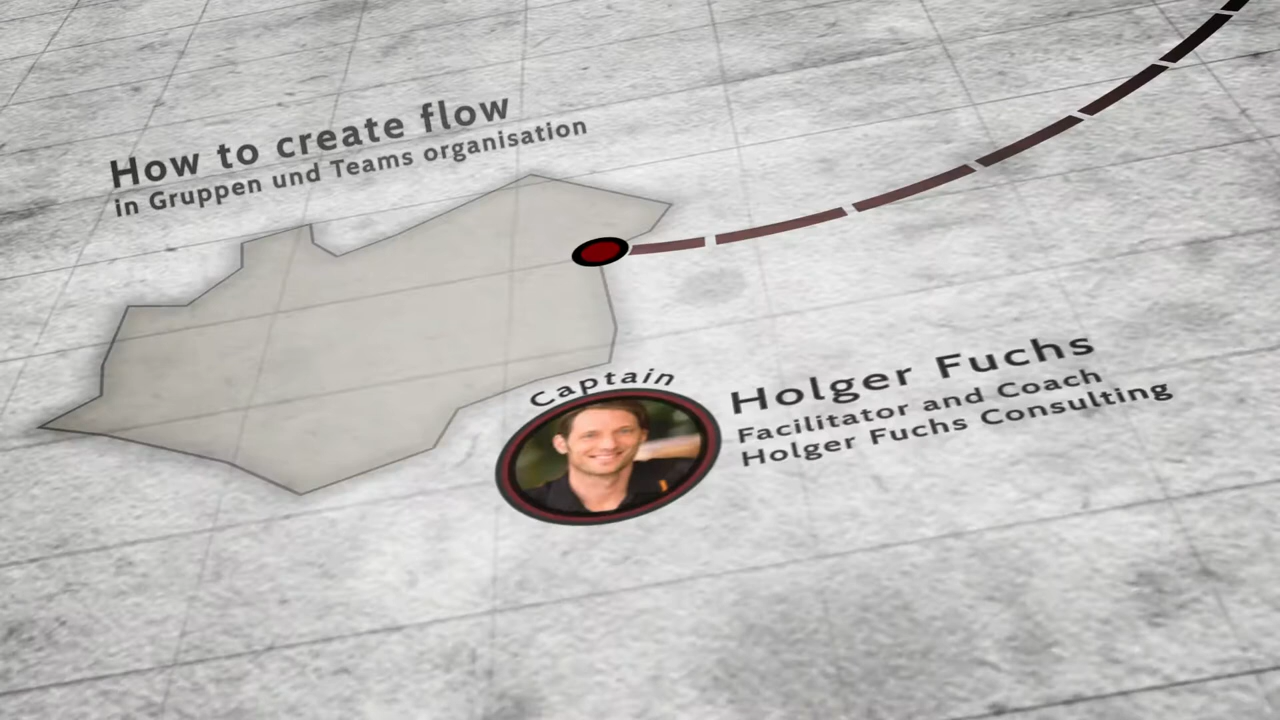 How to create flow
in Gruppen und Teams organisation
Captain
Holger Fuchs
Facilitator and Coach
Holger Fuchs Consulting